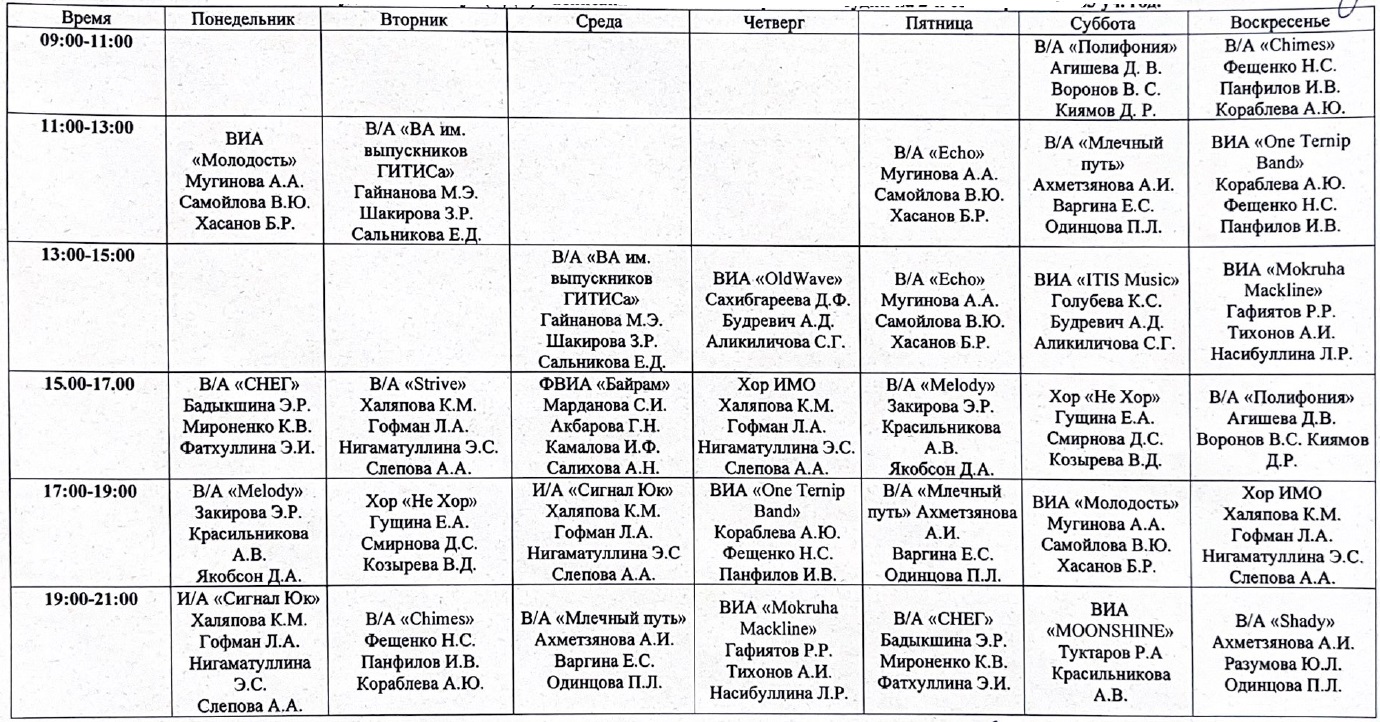 Время Понедельник Вторник Среда Четверг Пятница Суббота Воскресенье
09:00-11:00
В/А «Полифония»
Агишева Д. В.
Воронов В. С.
Киямов Д. Р.
В/А «Chimes»
Фещенко Н.С.
Панфилов И.В.
Кораблева А.Ю.
11:00-13:00
ВИА
«Молодость»
Мугинова А.А.
Самойлова В.Ю.
Хасанов Б.Р.
В/А «ВА им.
выпускников
ГИТИСа»
Гайнанова М.Э.
Шакирова З.Р.
Сальникова Е.Д.
В/А «Echo»
Мугинова А.А.
Самойлова В.Ю.
Хасанов Б.Р.
В/А «Млечный
путь»
Ахметзянова А.И.
Варгина Е.С.
Одинцова П.Л.
ВИА «One Ternip
Band»
Кораблева А.Ю.
Фещенко Н.С.
Панфилов И.В.
13:00-15:00
В/А «ВА им.
выпускников
ГИТИСа»
Гайнанова М.Э.
Шакирова З.Р.
Сальникова Е.Д.
ВИА «OldWave»
Сахибгареева Д.Ф.
Будревич А.Д.
Аликиличова С.Г.
В/А «Echo»
Мугинова А.А.
Самойлова В.Ю.
Хасанов Б.Р.
ВИА «ITIS Music»
Голубева К.С.
Будревич А.Д.
Аликиличова С.Г.
ВИА «Mokruha
Mackline»
Гафиятов Р.Р.
Тихонов А.И.
Насибуллина Л.Р.
15.00-17.00
В/А «СНЕГ»
Бадыкшина Э.Р.
Мироненко К.В.
Фатхуллина Э.И.
В/А «Strive»
Халяпова К.М.
Гофман Л.А.
Нигаматуллина Э.С.
Слепова А.А.
ФВИА «Байрам»
Марданова С.И.
Акбарова Г.Н.
Камалова И.Ф.
Салихова А.Н.
Хор ИМО
Халяпова К.М.
Гофман Л.А.
Нигаматуллина Э.С.
Слепова А.А.
В/А «Melody»
Закирова Э.Р.
Красильникова
А.В.
Якобсон Д.А.
Хор «Не Хор»
Гущина Е.А.
Смирнова Д.С.
Козырева В.Д.
В/А «Полифония»
Агишева Д.В.
Воронов В.С. Киямов
Д.Р.
17:00-19:00
В/А «Melody»
Закирова Э.Р.
Красильникова
А.В.
Якобсон Д.А.
Хор «Не Хор»
Гущина Е.А.
Смирнова Д.С.
Козырева В.Д.
И/А «Сигнал Юк»
Халяпова К.М.
Гофман Л.А.
Нигаматуллина Э.С
Слепова А.А.
ВИА «One Ternip
Band»
Кораблева А.Ю.
Фещенко Н.С.
Панфилов И.В.
В/А «Млечный
путь» Ахметзянова
А.И.
Варгина Е.С.
Одинцова П.Л.
ВИА «Молодость»
Мугинова А.А.
Самойлова В.Ю.
Хасанов Б.Р.
Хор ИМО
Халяпова К.М.
Гофман Л.А.
Нигаматуллина Э.С.
Слепова А.А.
19:00-21:00
И/А «Сигнал Юк»
Халяпова К.М.
Гофман Л.А.
Нигаматуллина
Э.С.
Слепова А.А.
В/А «Chimes»
Фещенко Н.С.
Панфилов И.В.
Кораблева А.Ю.
В/А «Млечный путь»
Ахметзянова А.И.
Варгина Е.С.
Одинцова П.Л.
ВИА «Mokruha
Mackline»
Гафиятов Р.Р.
Тихонов А.И.
Насибуллина Л.Р.
В/А «СНЕГ»
Бадыкшина Э.Р.
Мироненко К.В.
Фатхуллина Э.И.
ВИА
«MOONSHINE»
Туктаров Р.А
Красильникова
А.В.
В/А «Shady»
Ахметзянова А.И.
Разумова Ю.Л.
Одинцова П.Л.